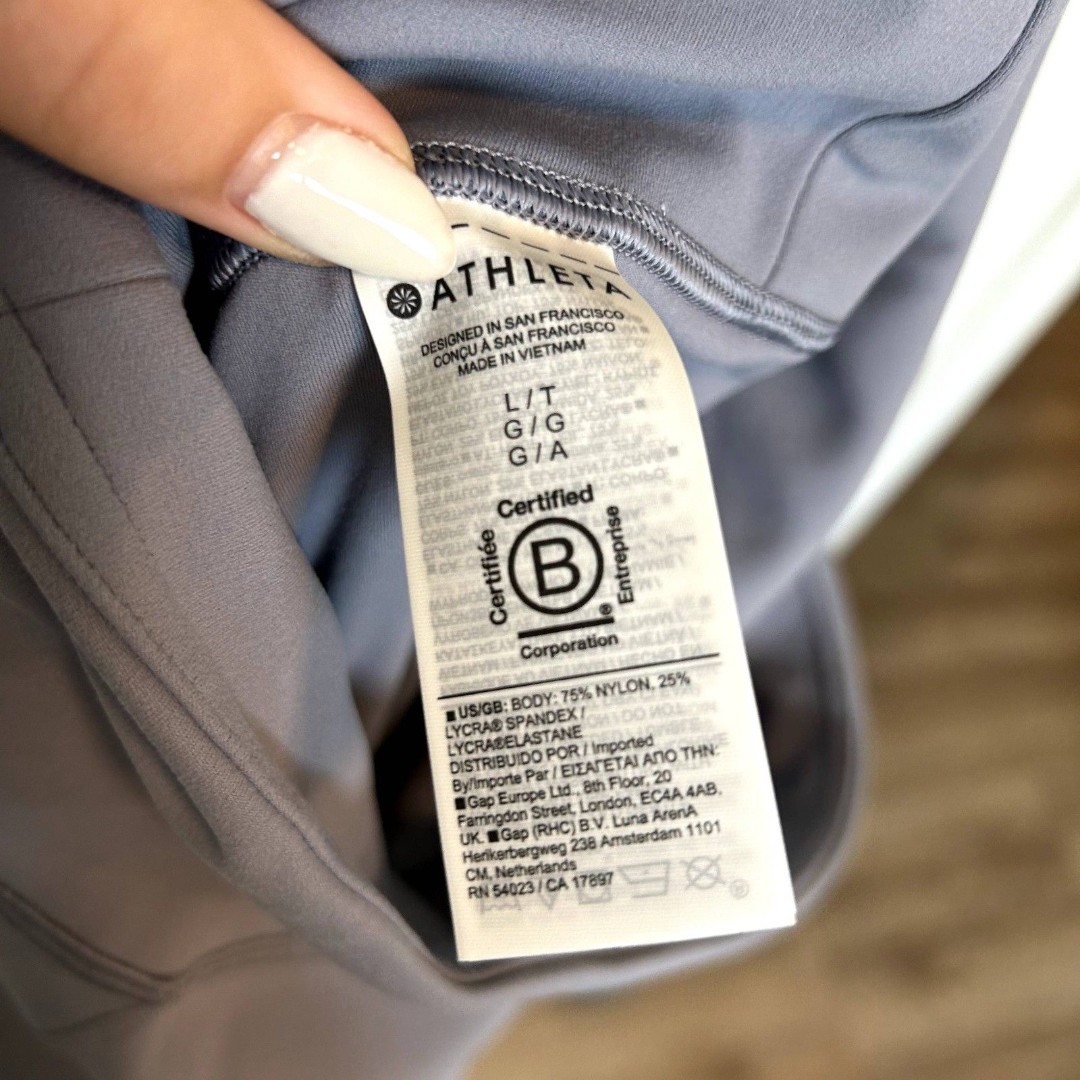 ATHLETA
DESIGNED IN SAN FRANCISCO
CONÇU À SAN FRANCISCO
MADE IN VIETNAM
L / T
G / G
G / A
Certified
Certifiée
B
Entreprise
®
Corporation
■ US/GB: BODY: 75% NYLON, 25%
LYCRA® SPANDEX /
LYCRA®ELASTANE
DISTRIBUIDO POR / Imported
By/Importe Par / ΕΙΣΑΓΕΤΑΙ ΑΠΟ ΤΗΝ:
■Gap Europe Ltd., 8th Floor, 20
Farringdon Street, London, EC4A 4AB,
UK. ■Gap (RHC) B.V. Luna ArenA
Herikerbergweg 238 Amsterdam 1101
CM, Netherlands
RN 54023 / CA 17897